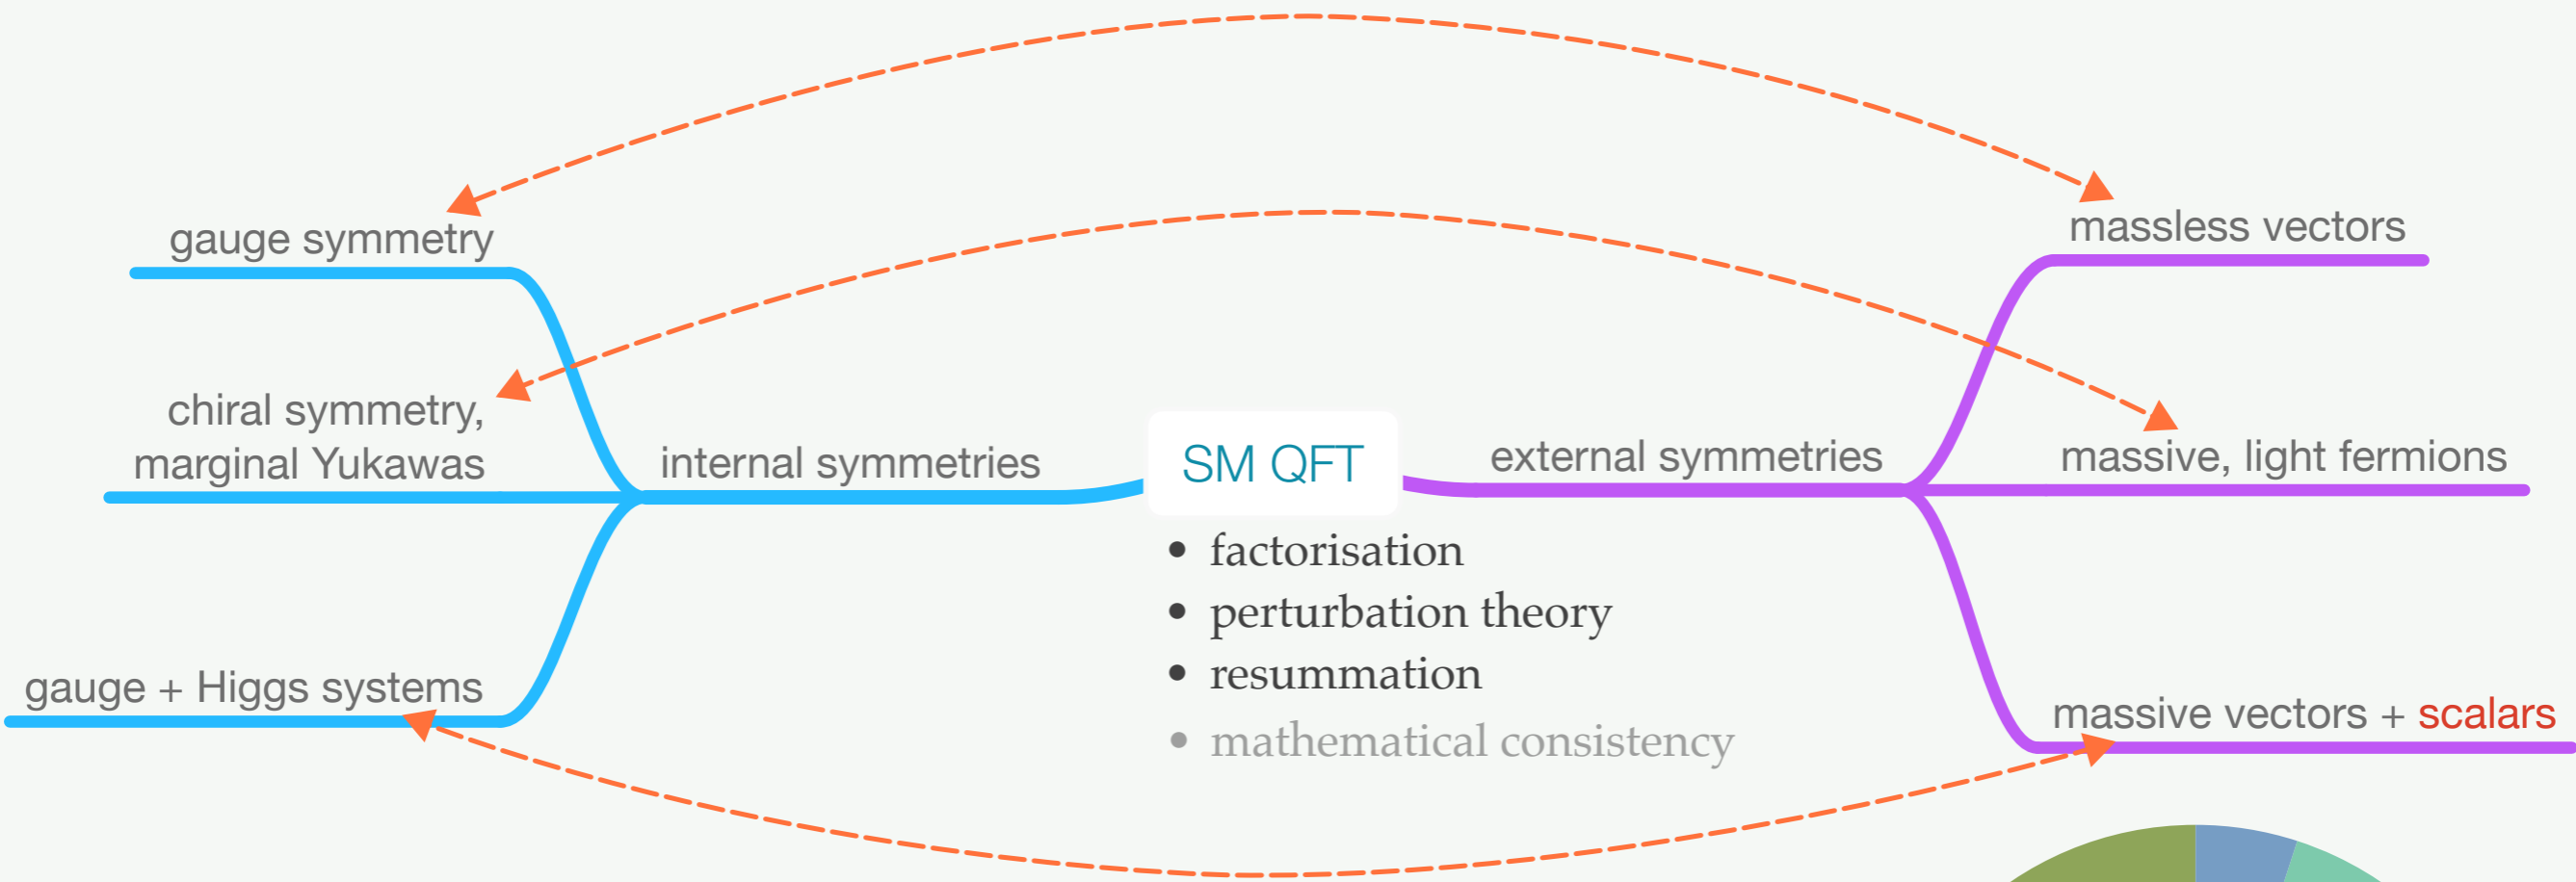 gauge symmetry
chiral symmetry,
marginal Yukawas
gauge + Higgs systems
internal symmetries
SM QFT
• factorisation
• perturbation theory
• resummation
• mathematical consistency
external symmetries
massless vectors
massive, light fermions
massive vectors + scalars